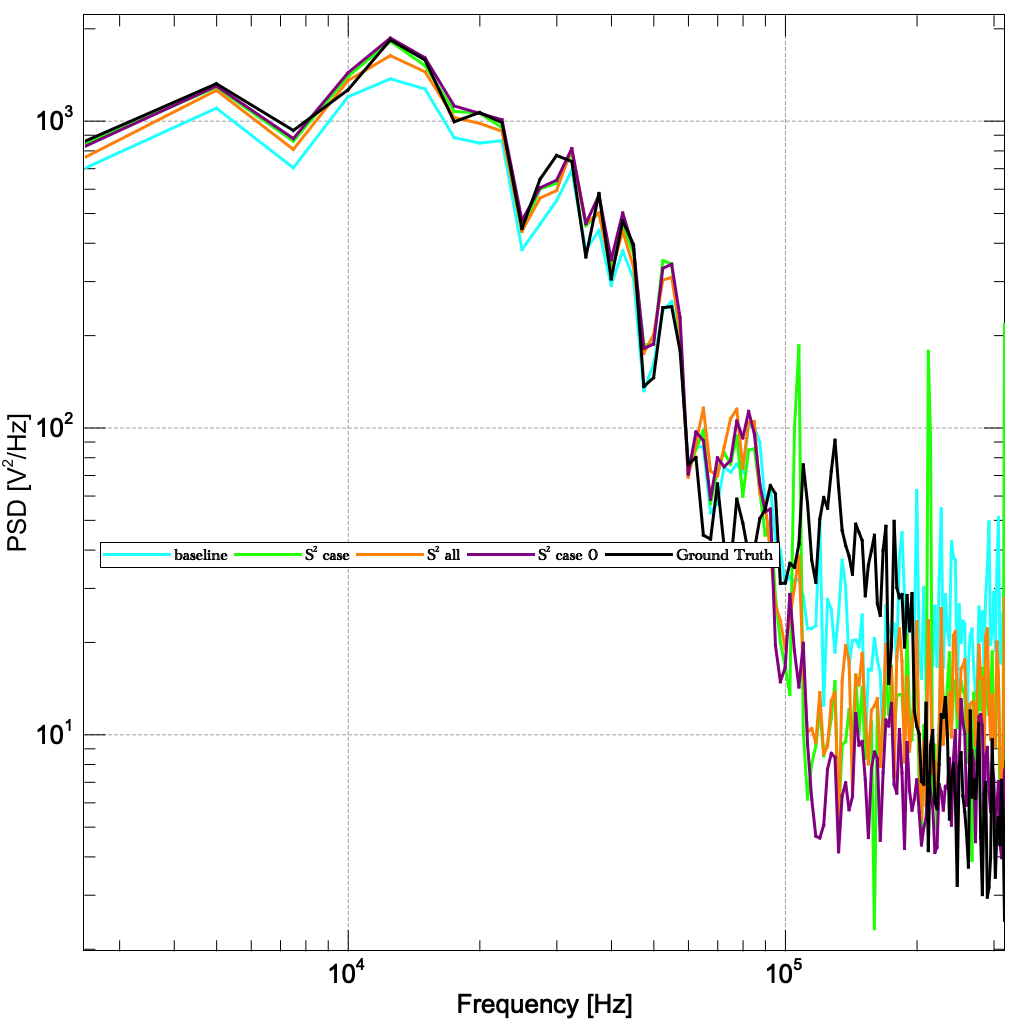 10³
PSD [V²/Hz]
10²
baseline S² case S² all S² case 0 Ground Truth
10¹
10⁴ 10⁵
Frequency [Hz]